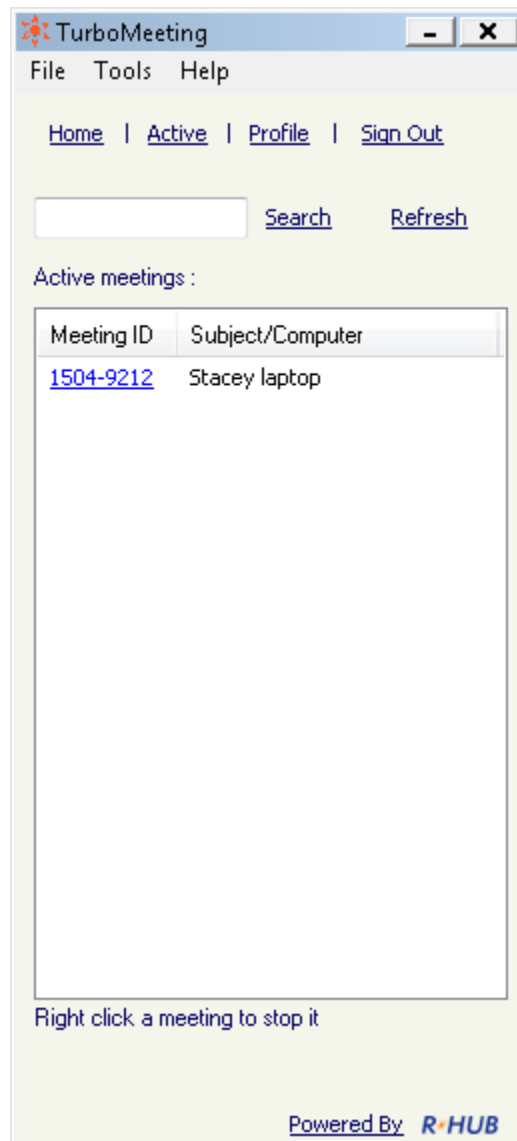 TurboMeeting
File Tools Help
Home | Active | Profile | Sign Out
Search Refresh
Active meetings :
Meeting ID Subject/Computer
1504-9212 Stacey laptop
Right click a meeting to stop it
Powered By R-HUB